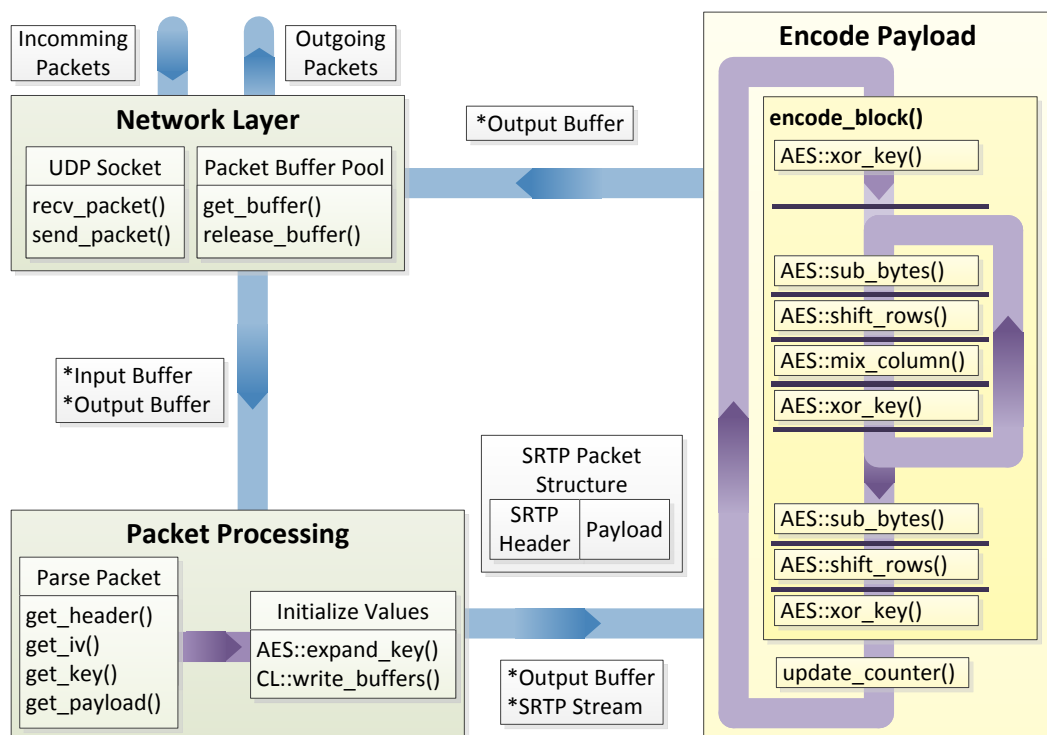 Incomming
Packets
Outgoing
Packets
Network Layer
UDP Socket
recv_packet()
send_packet()
Packet Buffer Pool
get_buffer()
release_buffer()
*Output Buffer
*Input Buffer
*Output Buffer
Packet Processing
Parse Packet
get_header()
get_iv()
get_key()
get_payload()
Initialize Values
AES::expand_key()
CL::write_buffers()
SRTP Packet
Structure
SRTP
Header
Payload
*Output Buffer
*SRTP Stream
Encode Payload
encode_block()
AES::xor_key()
AES::sub_bytes()
AES::shift_rows()
AES::mix_column()
AES::xor_key()
AES::sub_bytes()
AES::shift_rows()
AES::xor_key()
update_counter()